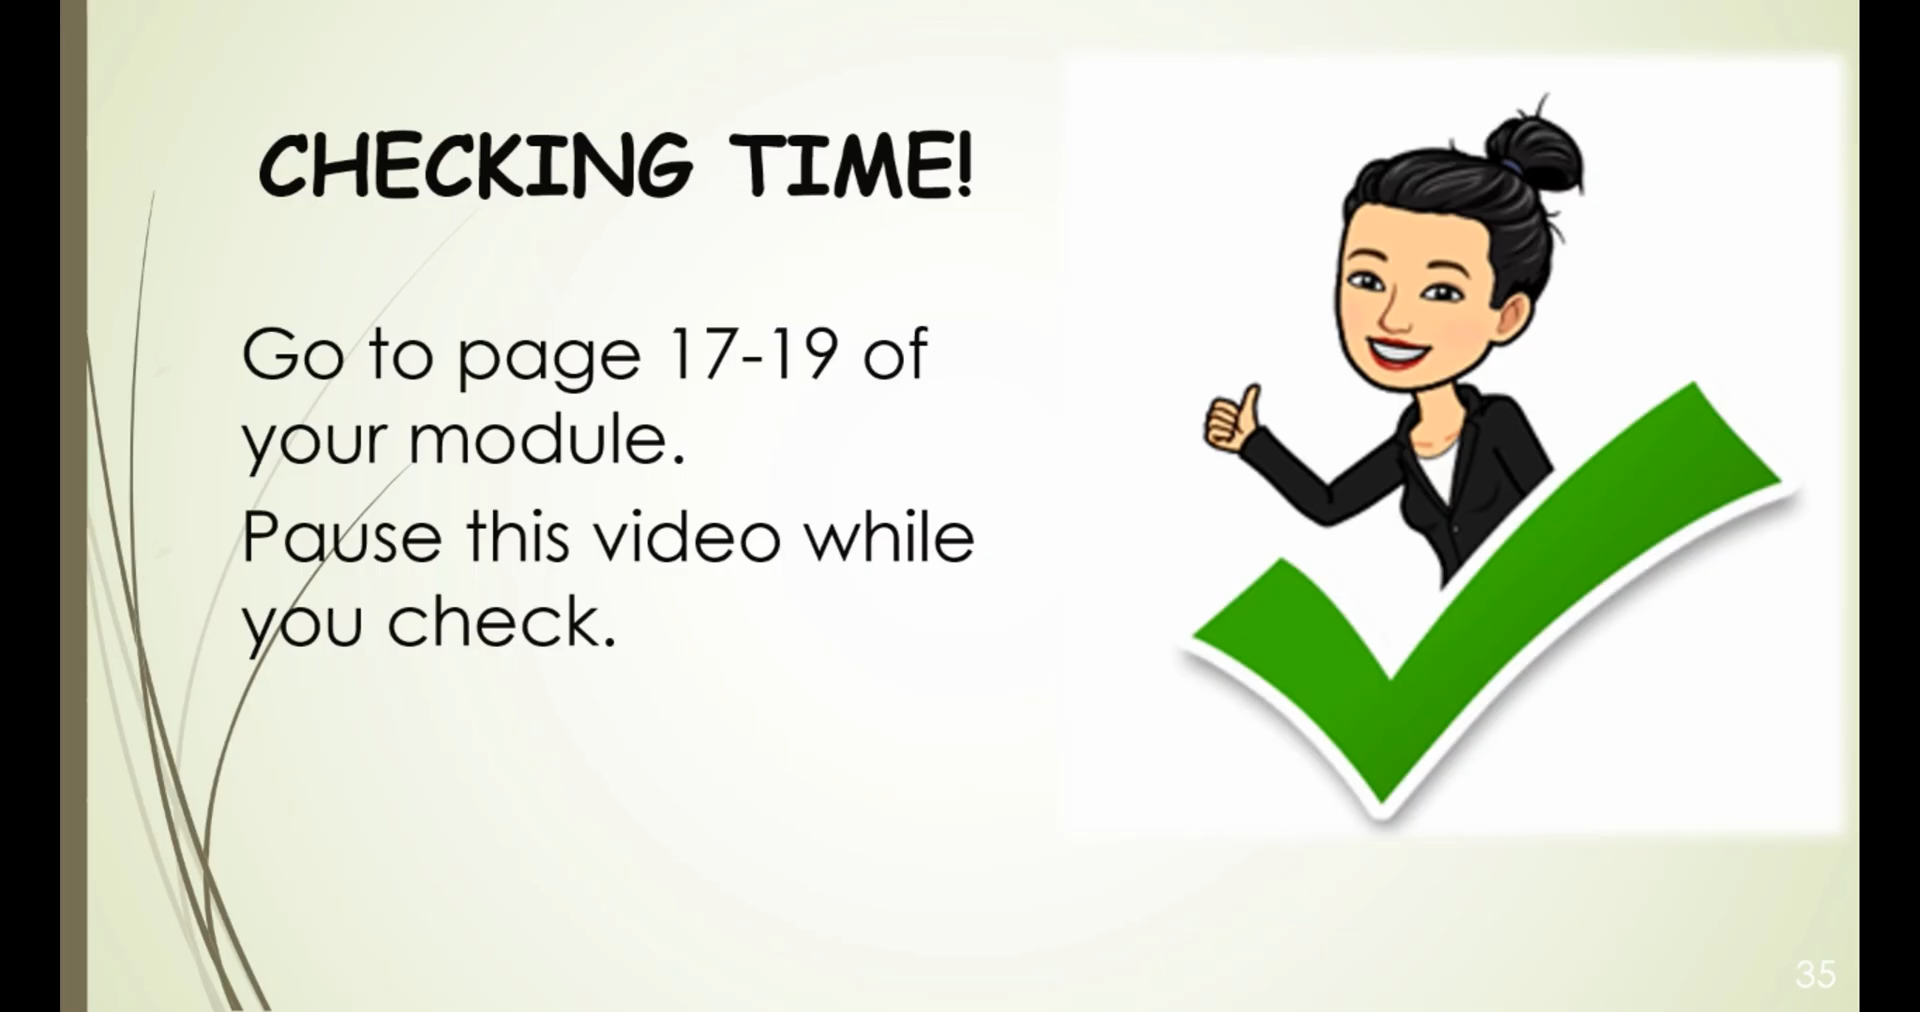 CHECKING TIME!
Go to page 17-19 of
your module.
Pause this video while
you check.
35